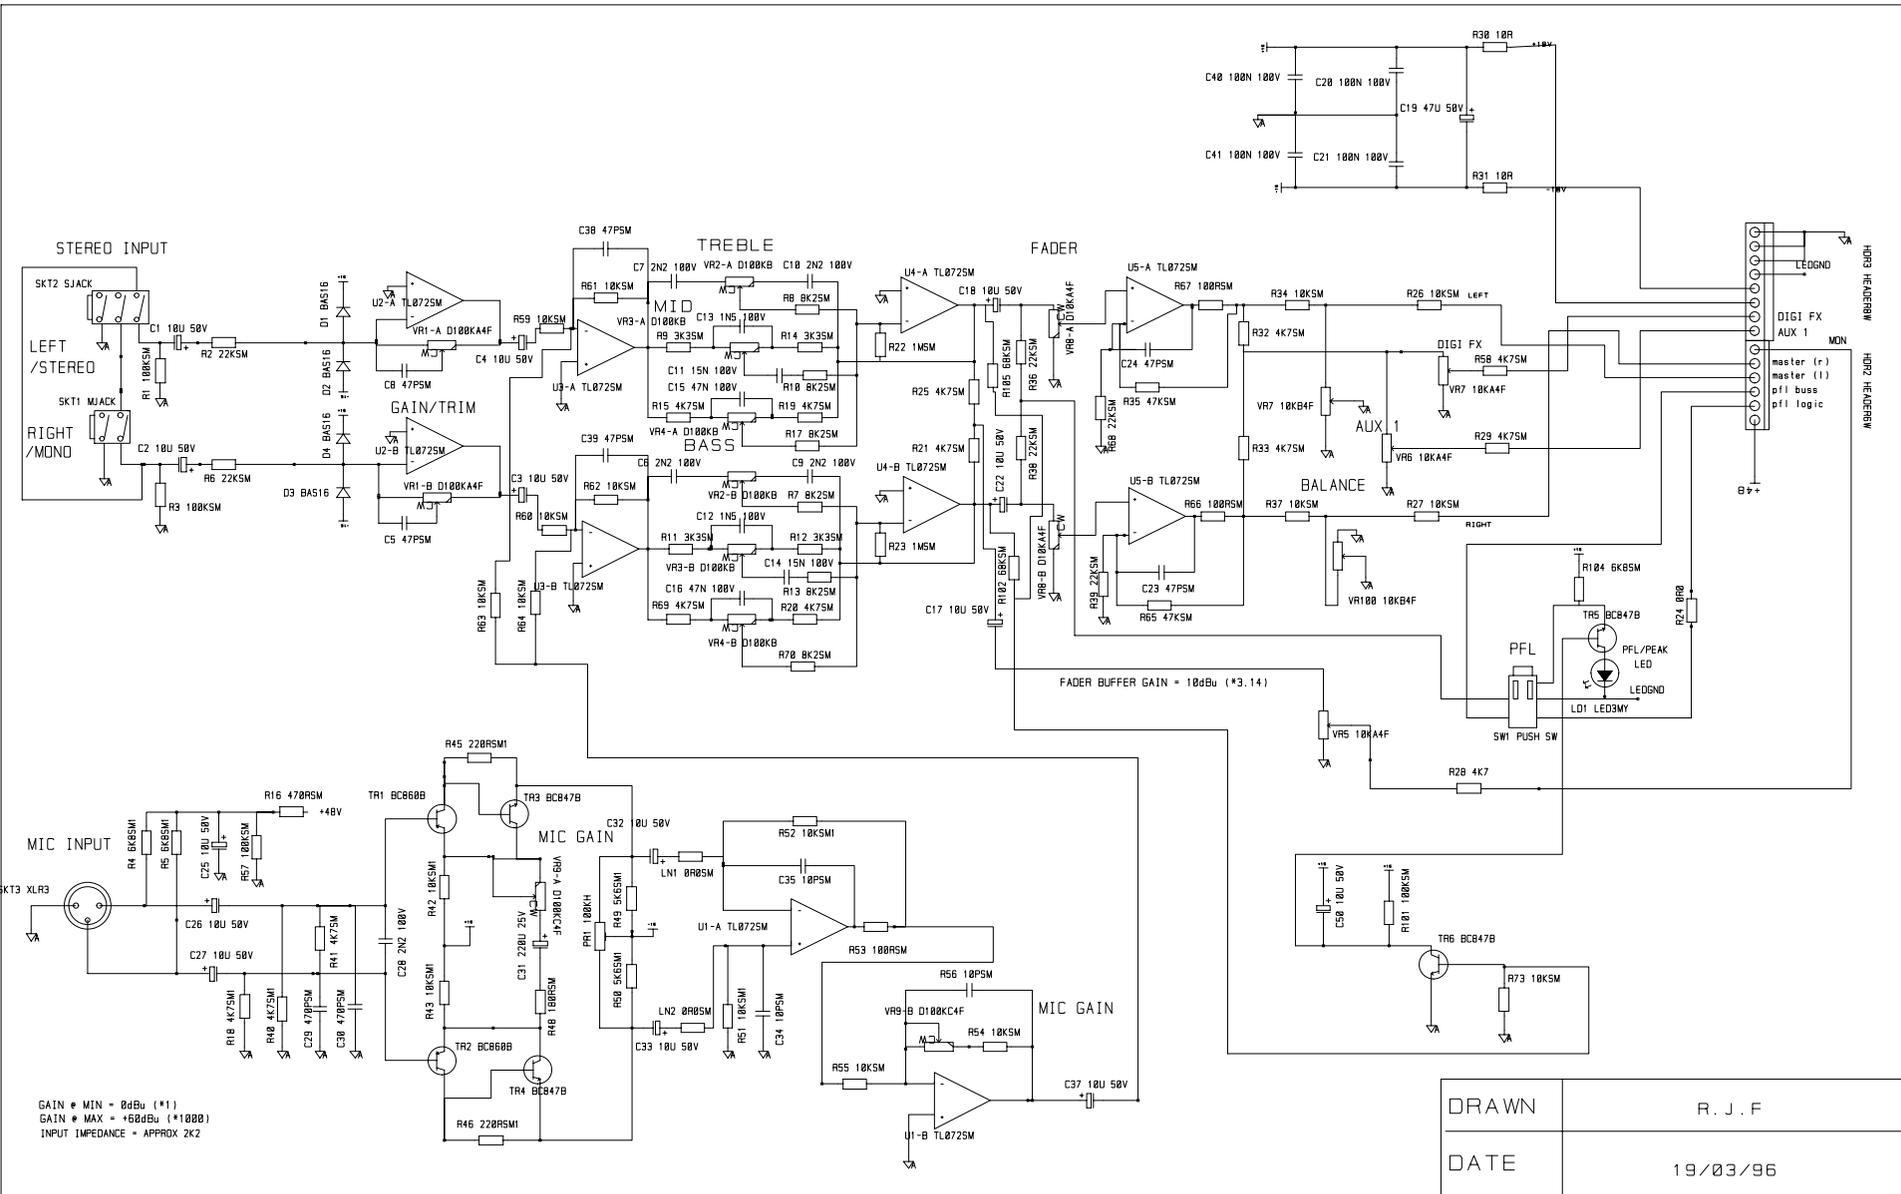 R30 10R
+18V
C40 100N 100V
C20 100N 100V
C19 47U 50V
C41 100N 100V
C21 100N 100V
R31 10R
-18V
STEREO INPUT
SKT2 SJACK
LEFT
/STEREO
C1 10U 50V
R2 22KSM
R1 100KSM
SKT1 MJACK
RIGHT
/MONO
C2 10U 50V
R6 22KSM
R3 100KSM
D1 BAS16
D2 BAS16
D4 BAS16
D3 BAS16
U2-A TL072SM
VR1-A D100KA4F
CW
C8 47PSM
GAIN/TRIM
U2-B TL072SM
VR1-B D100KA4F
CW
C5 47PSM
C4 10U 50V
R59 10KSM
C3 10U 50V
R60 10KSM
R63 10KSM
R64 10KSM
C38 47PSM
R61 10KSM
U3-A TL072SM
C39 47PSM
R62 10KSM
U3-B TL072SM
TREBLE
C7 2N2 100V
VR2-A D100KB
C10 2N2 100V
CW
R8 8K2SM
MID
VR3-A D100KB
C13 1N5 100V
R9 3K3SM
R14 3K3SM
CW
C11 15N 100V
R10 8K2SM
C15 47N 100V
R15 4K7SM
R19 4K7SM
CW
VR4-A D100KB
R17 8K2SM
BASS
C6 2N2 100V
C9 2N2 100V
CW
VR2-B D100KB
R7 8K2SM
C12 1N5 100V
R11 3K3SM
R12 3K3SM
CW
VR3-B D100KB
C14 15N 100V
R13 8K2SM
C16 47N 100V
R69 4K7SM
R20 4K7SM
CW
VR4-B D100KB
R70 8K2SM
U4-A TL072SM
R22 1MSM
R25 4K7SM
R21 4K7SM
U4-B TL072SM
R23 1MSM
C18 10U 50V
R105 68KSM
R36 22KSM
C22 10U 50V
R38 22KSM
R102 68KSM
C17 10U 50V
FADER
CW
VR8-A D10KA4F
CW
VR8-B D10KA4F
U5-A TL072SM
R67 100RSM
C24 47PSM
R35 47KSM
R68 22KSM
U5-B TL072SM
R66 100RSM
C23 47PSM
R65 47KSM
R39 22KSM
FADER BUFFER GAIN = 10dBu (*3.14)
R34 10KSM
R26 10KSM
LEFT
R32 4K7SM
R33 4K7SM
VR7 10KB4F
DIGI FX
R58 4K7SM
VR7 10KA4F
AUX 1
VR6 10KA4F
R29 4K7SM
BALANCE
R37 10KSM
R27 10KSM
RIGHT
VR100 10KB4F
LEDGND
DIGI FX
AUX 1
MON
master (r)
master (l)
pfl buss
pfl logic
+48
HDR3 HEADER8W
HDR2 HEADER6W
R104 6K8SM
TR5 BC847B
R24 0R0
PFL
PFL/PEAK
LED
LEDGND
LD1 LED3MY
SW1 PUSH SW
VR5 10KA4F
R28 4K7
MIC INPUT
SKT3 XLR3
R4 6K8SM1
R5 6K8SM1
C25 10U 50V
R57 100KSM
R16 470RSM
+48V
C26 10U 50V
C27 10U 50V
R18 4K7SM1
R40 4K7SM1
R41 4K7SM
C29 470PSM
C30 470PSM
C28 2N2 100V
R45 220RSM1
TR1 BC860B
TR3 BC847B
R42 10KSM1
R43 10KSM1
TR2 BC860B
TR4 BC847B
R46 220RSM1
MIC GAIN
VR9-A D100KC4F
CW
C31 220U 25V
R48 180RSM
C32 10U 50V
LN1 0R0SM
R49 5K6SM1
PR1 100KH
R50 5K6SM1
LN2 0R0SM
C33 10U 50V
R52 10KSM1
C35 10PSM
U1-A TL072SM
R53 100RSM
R51 10KSM1
C34 10PSM
R56 10PSM
VR9-B D100KC4F
CW
R54 10KSM
R55 10KSM
U1-B TL072SM
C37 10U 50V
MIC GAIN
C50 10U 50V
R101 100KSM
TR6 BC847B
R73 10KSM
GAIN @ MIN = 0dBu (*1)
GAIN @ MAX = +60dBu (*1000)
INPUT IMPEDANCE = APPROX 2K2
DRAWN
R.J.F
DATE
19/03/96